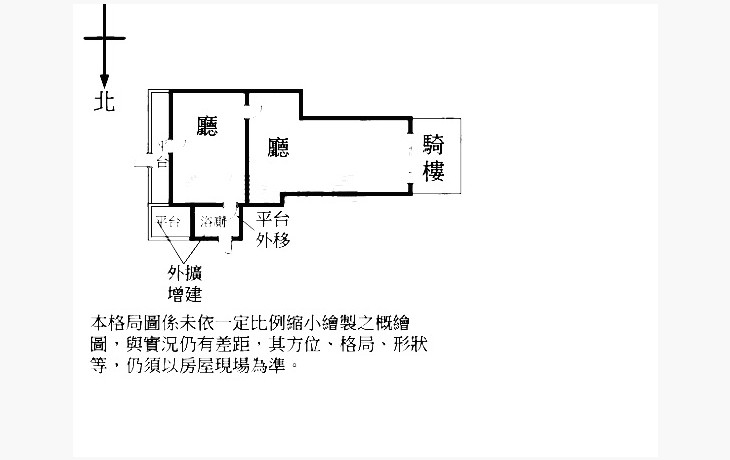 北
廳
廳
騎
樓
平
台
平台
浴廁
平台
外移
外擴
增建
本格局圖係未依一定比例縮小繪製之概繪
圖，與實況仍有差距，其方位、格局、形狀
等，仍須以房屋現場為準。